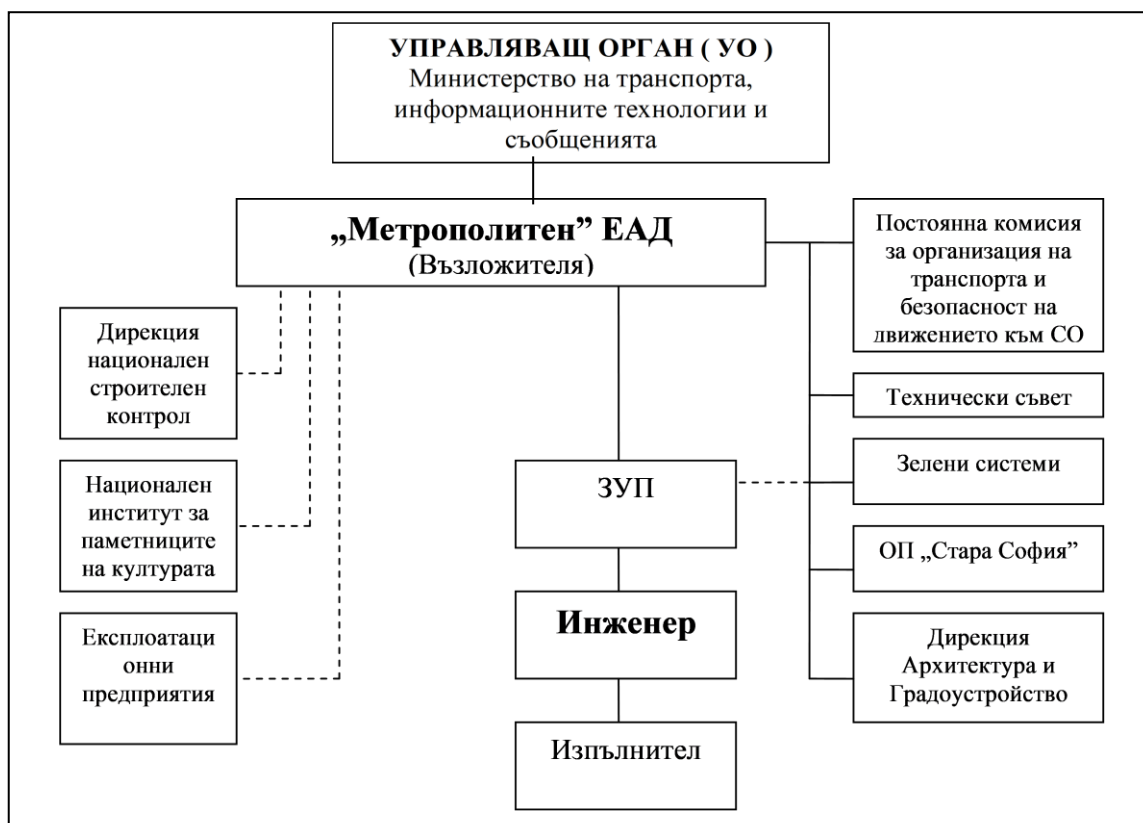 УПРАВЛЯВАЩ ОРГАН ( УО )
Министерство на транспорта,
информационните технологии и
съобщенията
„Метрополитен” ЕАД
(Възложителя)
Дирекция
национален
строителен
контрол
Национален
институт за
паметниците
на културата
Експлоатаци
онни
предприятия
ЗУП
Инженер
Изпълнител
Постоянна комисия
за организация на
транспорта и
безопасност на
движението към СО
Технически съвет
Зелени системи
ОП „Стара София”
Дирекция
Архитектура и
Градоустройство